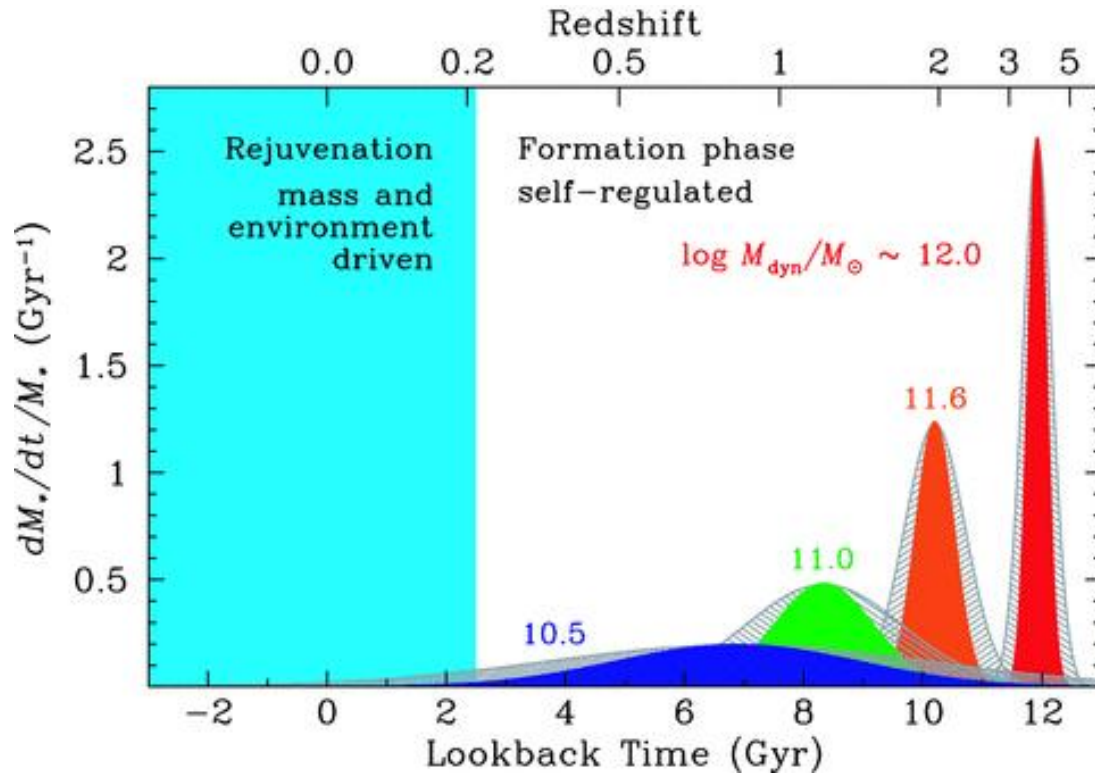 Redshift
0.0 0.2 0.5 1 2 3 5
Rejuvenation
mass and
environment
driven
Formation phase
self-regulated
log M_dyn/M_⊙ ~ 12.0
11.6
11.0
10.5
dM*/dt/M* (Gyr⁻¹)
2.5
2
1.5
1
0.5
−2 0 2 4 6 8 10 12
Lookback Time (Gyr)